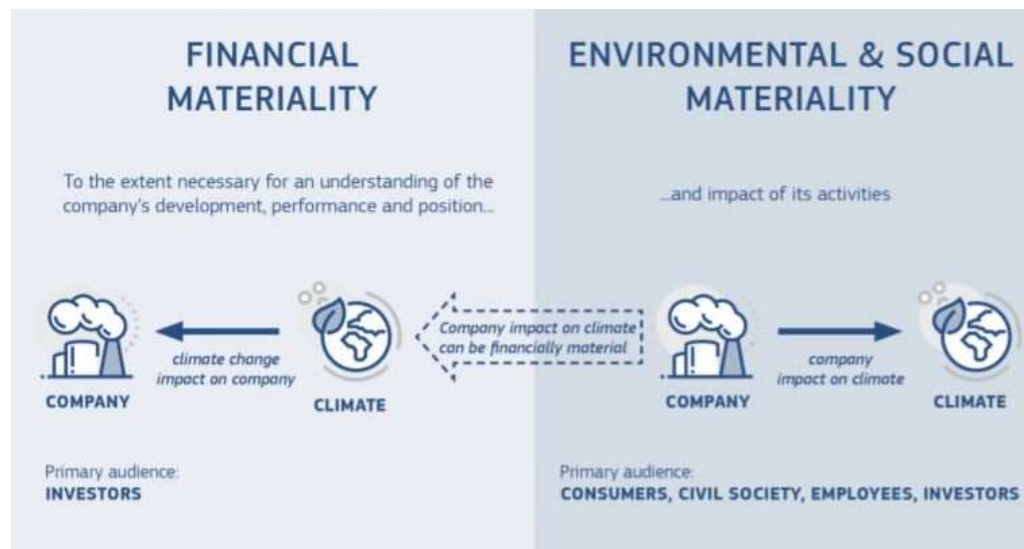 FINANCIAL
MATERIALITY
To the extent necessary for an understanding of the
company's development, performance and position...
climate change
impact on company
COMPANY
CLIMATE
Primary audience:
INVESTORS
Company impact on climate
can be financially material
ENVIRONMENTAL & SOCIAL
MATERIALITY
...and impact of its activities
company
impact on climate
COMPANY
CLIMATE
Primary audience:
CONSUMERS, CIVIL SOCIETY, EMPLOYEES, INVESTORS